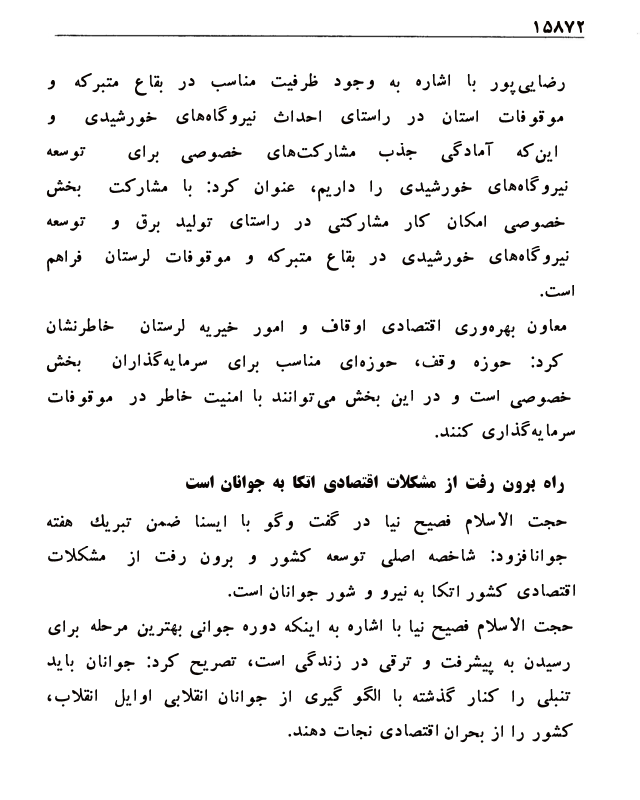 ۱۵۸۷۲
رضایی‌پور با اشاره به وجود ظرفیت مناسب در بقاع متبرکه و
موقوفات استان در راستای احداث نیروگاه‌های خورشیدی و
این‌که آمادگی جذب مشارکت‌های خصوصی برای توسعه
نیروگاه‌های خورشیدی را داریم، عنوان کرد: با مشارکت بخش
خصوصی امکان کار مشارکتی در راستای تولید برق و توسعه
نیروگاه‌های خورشیدی در بقاع متبرکه و موقوفات لرستان فراهم
است.
معاون بهره‌وری اقتصادی اوقاف و امور خیریه لرستان خاطرنشان
کرد: حوزه وقف، حوزه‌ای مناسب برای سرمایه‌گذاران بخش
خصوصی است و در این بخش می‌توانند با امنیت خاطر در موقوفات
سرمایه‌گذاری کنند.
راه برون رفت از مشکلات اقتصادی اتکا به جوانان است
حجت الاسلام فصیح نیا در گفت وگو با ایسنا ضمن تبریك هفته
جوانافزود: شاخصه اصلی توسعه کشور و برون رفت از مشکلات
اقتصادی کشور اتکا به نیرو و شور جوانان است.
حجت الاسلام فصیح نیا با اشاره به اینکه دوره جوانی بهترین مرحله برای
رسیدن به پیشرفت و ترقی در زندگی است، تصریح کرد: جوانان باید
تنبلی را کنار گذشته با الگو گیری از جوانان انقلابی اوایل انقلاب،
کشور را از بحران اقتصادی نجات دهند.